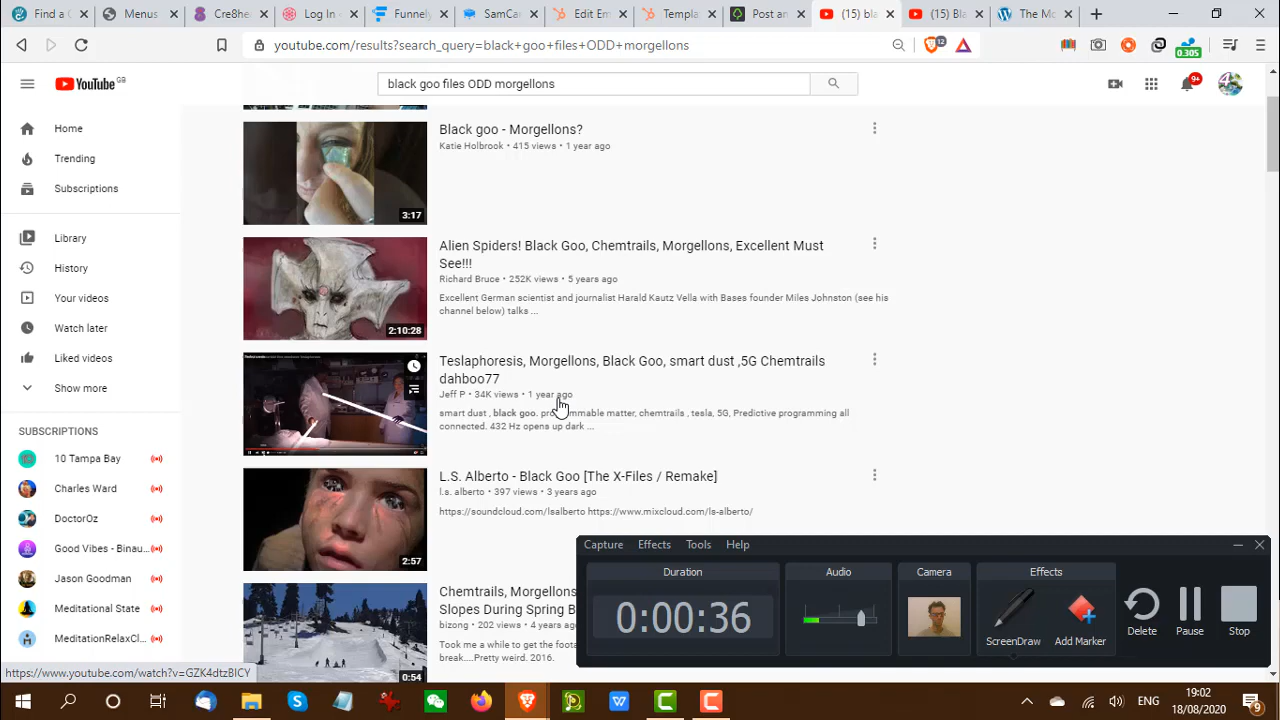 Menus
Cre8he
Log In
Funnely
SamCa
Edit Em
Templa
Post an
(15) bla
(15) Bla
The Mo
youtube.com/results?search_query=black+goo+files+ODD+morgellons
12
0.305
YouTube GB
black goo files ODD morgellons
9+
Home
Trending
Subscriptions
Library
History
Your videos
Watch later
Liked videos
Show more
SUBSCRIPTIONS
10 Tampa Bay
Charles Ward
DoctorOz
Good Vibes - Binau...
Jason Goodman
Meditational State
MeditationRelaxCl...
Black goo - Morgellons?
Katie Holbrook • 415 views • 1 year ago
3:17
Alien Spiders! Black Goo, Chemtrails, Morgellons, Excellent Must
See!!!
Richard Bruce • 252K views • 5 years ago
Excellent German scientist and journalist Harald Kautz Vella with Bases founder Miles Johnston (see his
channel below) talks ...
2:10:28
Teslaphoresis, Morgellons, Black Goo, smart dust ,5G Chemtrails
dahboo77
Jeff P • 34K views • 1 year ago
smart dust , black goo. programmable matter, chemtrails , tesla, 5G, Predictive programming all
connected. 432 Hz opens up dark ...
L.S. Alberto - Black Goo [The X-Files / Remake]
l.s. alberto • 397 views • 3 years ago
https://soundcloud.com/lsalberto https://www.mixcloud.com/ls-alberto/
2:57
Chemtrails, Morgellons
Slopes During Spring B
bizong • 202 views • 4 years
Took me a while to get the foota
break....Pretty weird. 2016.
0:54
Capture Effects Tools Help
Duration
0:00:36
Audio
Camera
Effects
ScreenDraw
Add Marker
Delete
Pause
Stop
https://www.youtube.com/watch?v=GZK4dtzBICY
ENG
19:02
18/08/2020
9